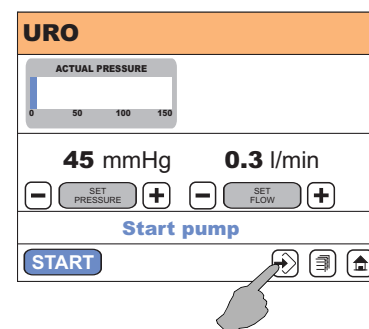 URO
ACTUAL PRESSURE
0 50 100 150
45 mmHg 0.3 l/min
− SET PRESSURE + − SET FLOW +
Start pump
START